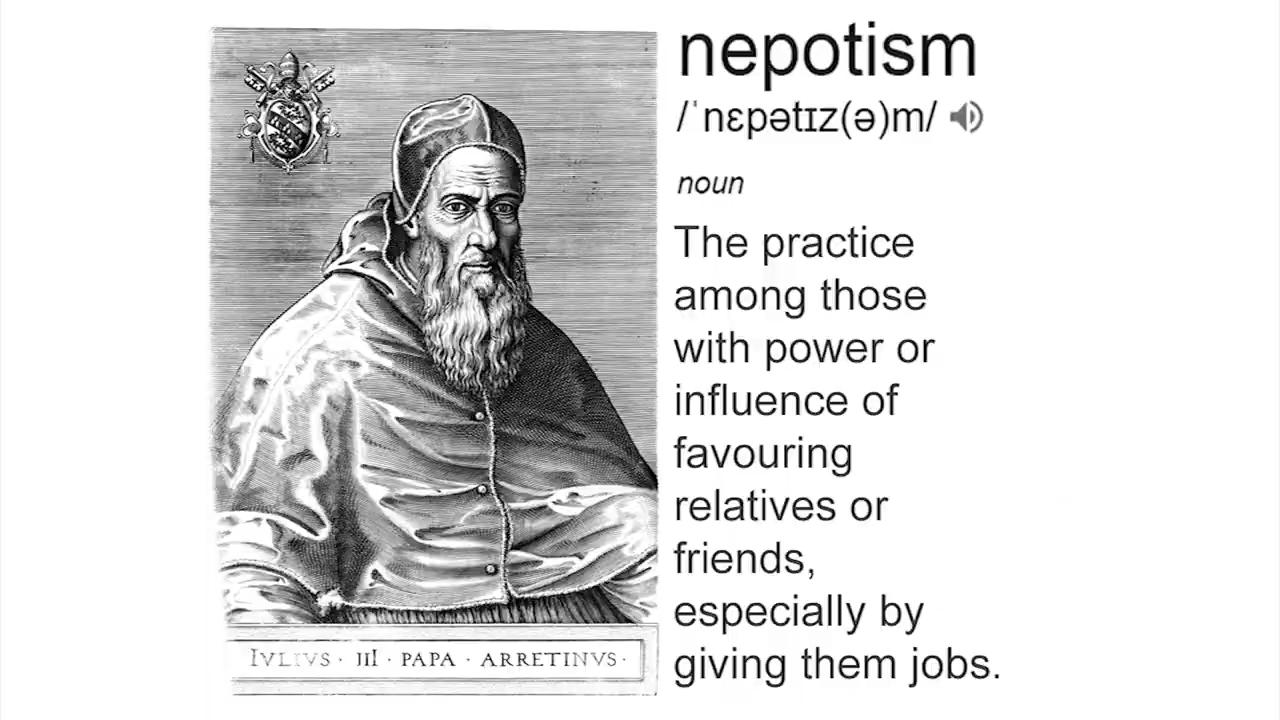 nepotism
/ˈnɛpətɪz(ə)m/
noun
The practice
among those
with power or
influence of
favouring
relatives or
friends,
especially by
giving them jobs.
IVLIVS · III · PAPA · ARRETINVS ·